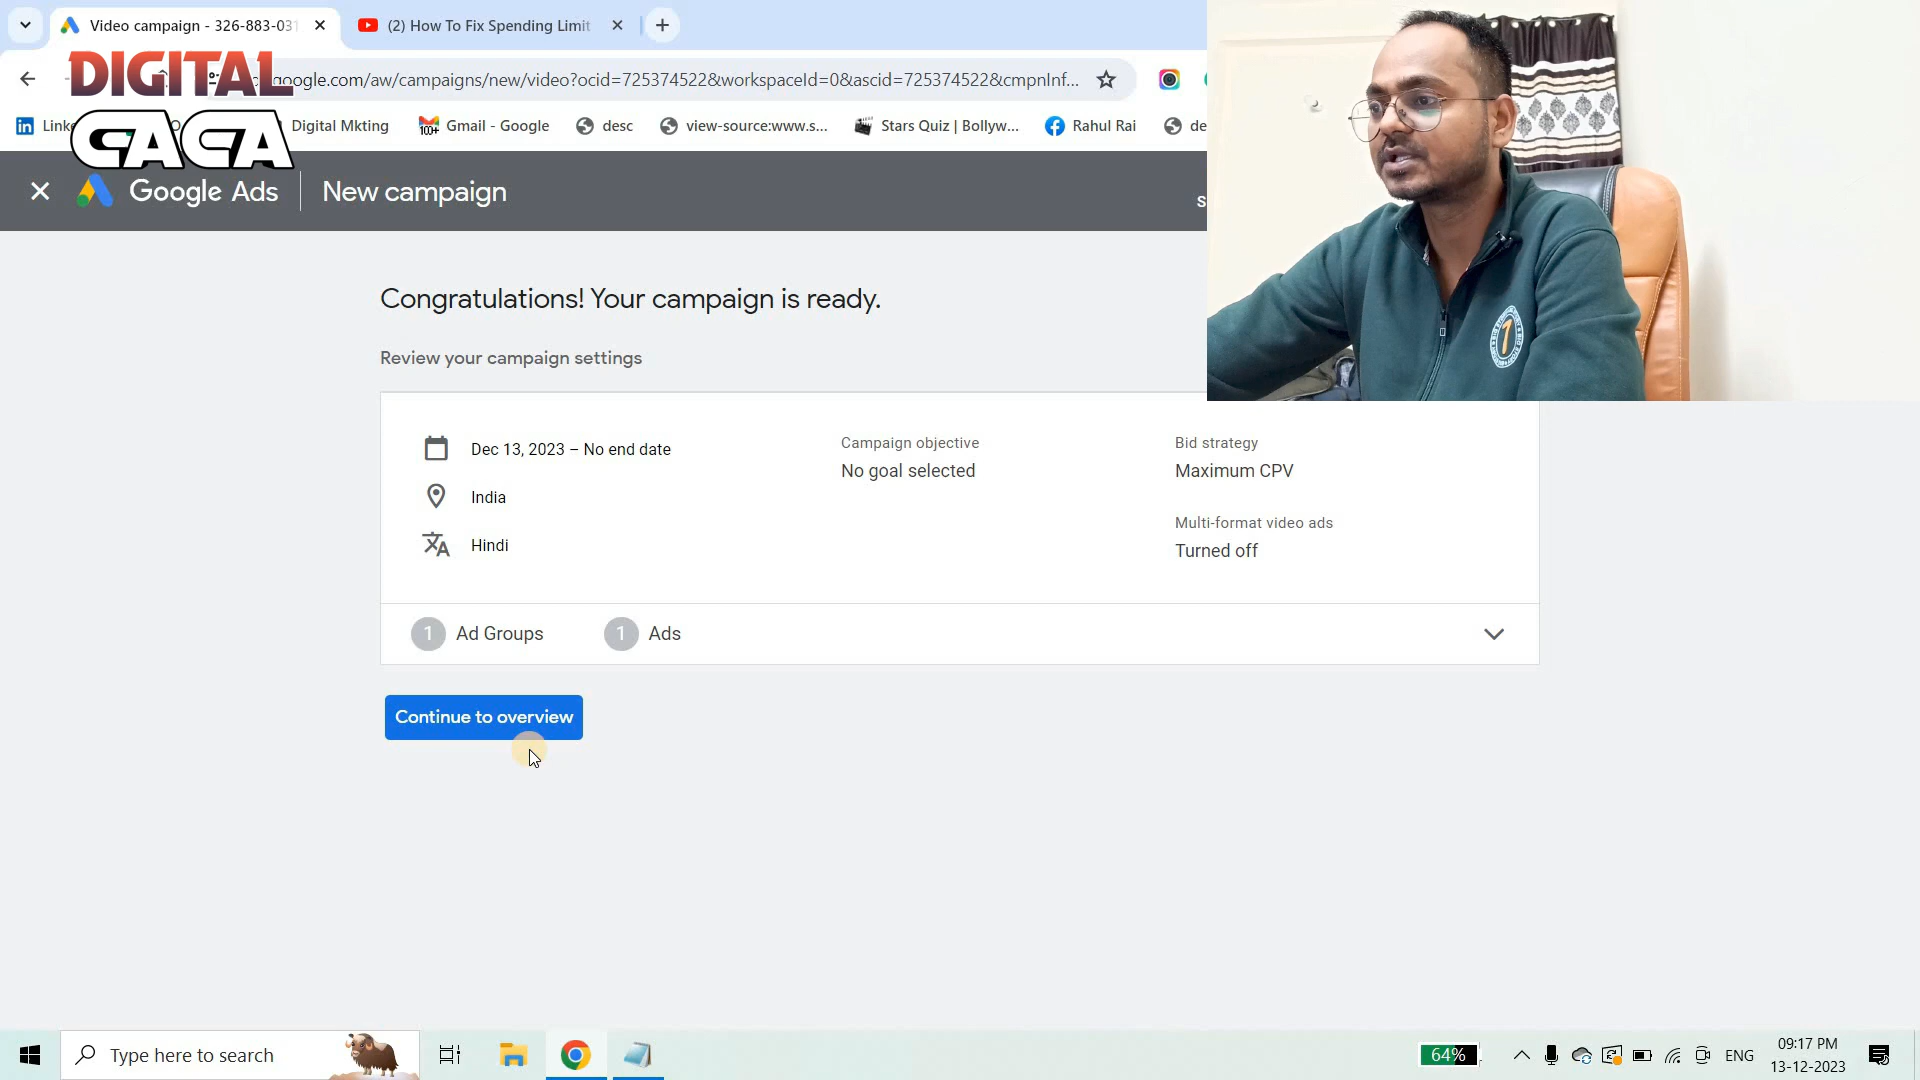 Video campaign - 326-883-031
(2) How To Fix Spending Limit
DIGITAL
CACA
google.com/aw/campaigns/new/video?ocid=725374522&workspaceId=0&ascid=725374522&cmpnInf...
Digital Mkting
Gmail - Google
desc
view-source:www.s...
Stars Quiz | Bollyw...
Rahul Rai
Google Ads
New campaign
Congratulations! Your campaign is ready.
Review your campaign settings
Dec 13, 2023 – No end date
India
Hindi
Campaign objective
No goal selected
Bid strategy
Maximum CPV
Multi-format video ads
Turned off
1 Ad Groups
1 Ads
Continue to overview
Type here to search
64%
ENG
09:17 PM
13-12-2023